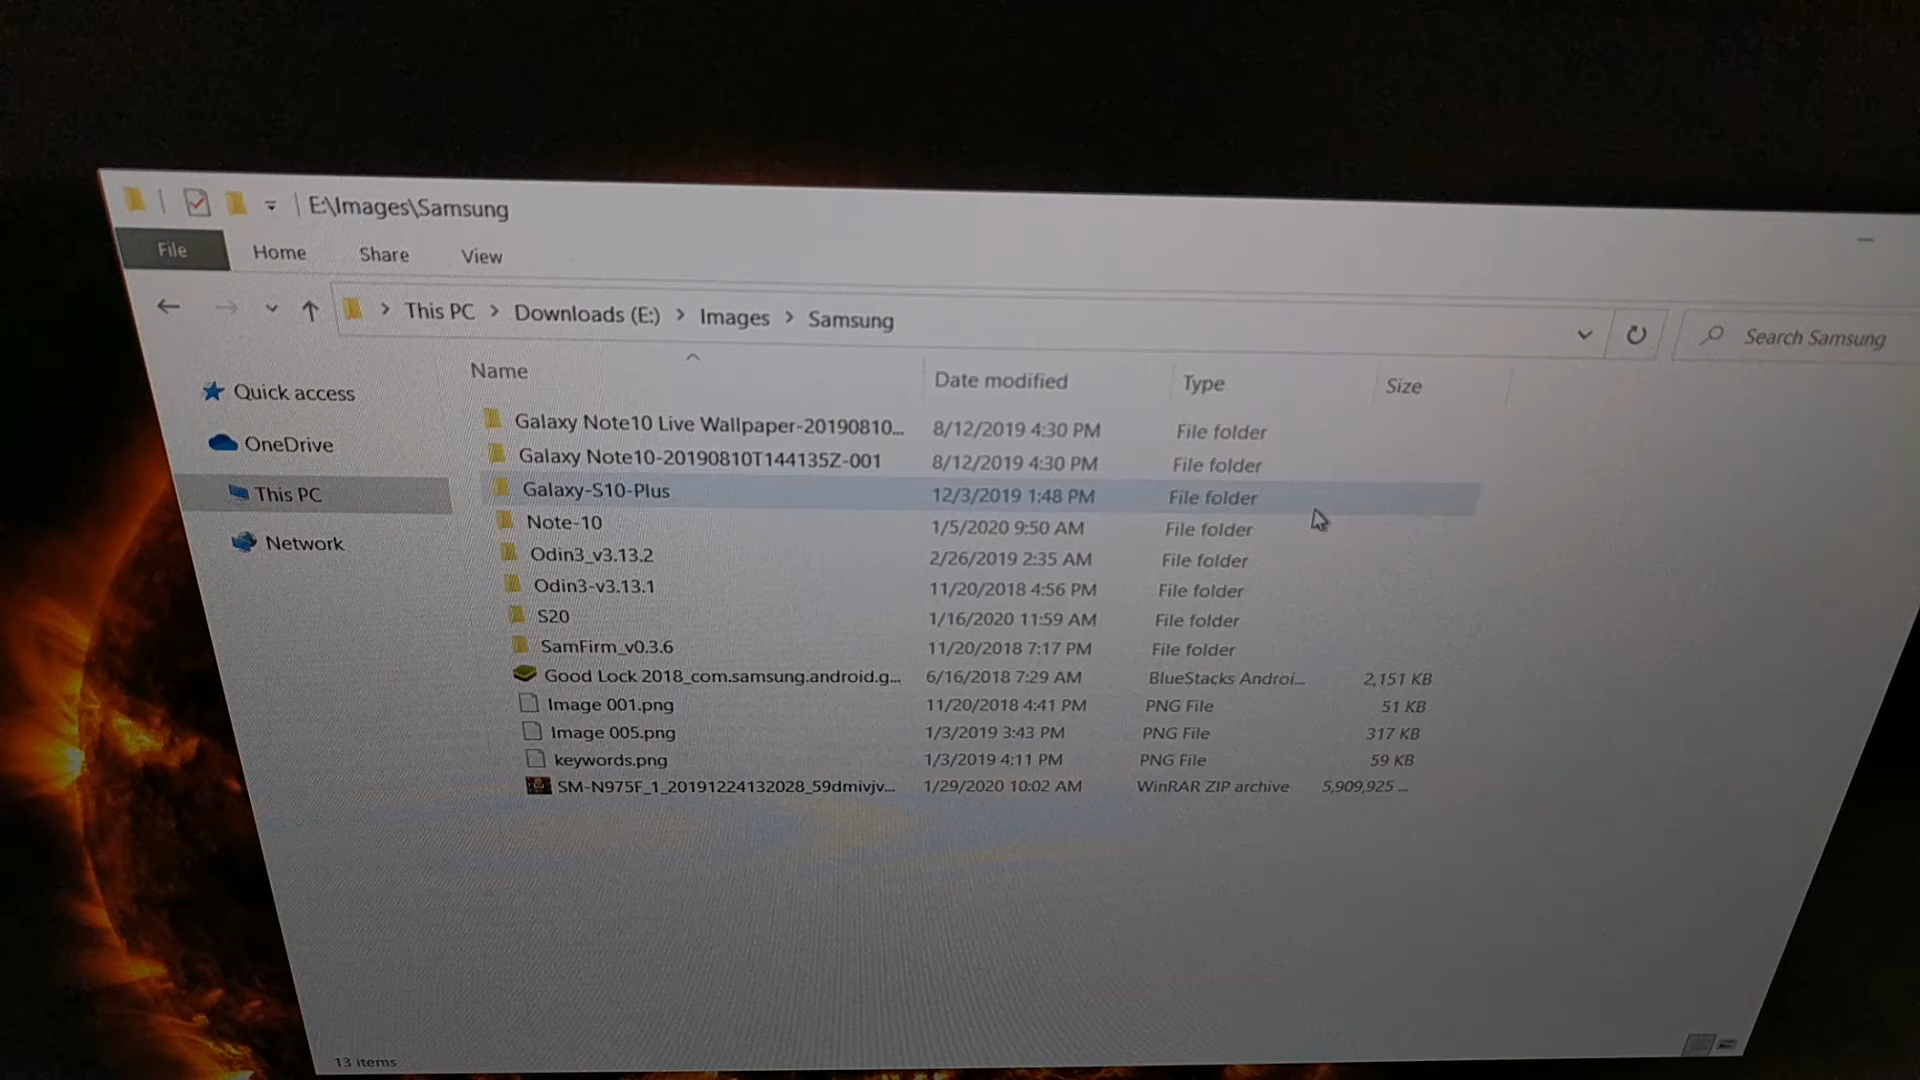 E:\Images\Samsung
File Home Share View
This PC > Downloads (E:) > Images > Samsung
Search Samsung
Name Date modified Type Size
Quick access
OneDrive
This PC
Network
Galaxy Note10 Live Wallpaper-20190810... 8/12/2019 4:30 PM File folder
Galaxy Note10-20190810T144135Z-001 8/12/2019 4:30 PM File folder
Galaxy-S10-Plus 12/3/2019 1:48 PM File folder
Note-10 1/5/2020 9:50 AM File folder
Odin3_v3.13.2 2/26/2019 2:35 AM File folder
Odin3-v3.13.1 11/20/2018 4:56 PM File folder
S20 1/16/2020 11:59 AM File folder
SamFirm_v0.3.6 11/20/2018 7:17 PM File folder
Good Lock 2018_com.samsung.android.g... 6/16/2018 7:29 AM BlueStacks Androi... 2,151 KB
Image 001.png 11/20/2018 4:41 PM PNG File 51 KB
Image 005.png 1/3/2019 3:43 PM PNG File 317 KB
keywords.png 1/3/2019 4:11 PM PNG File 59 KB
SM-N975F_1_20191224132028_59dmivjv... 1/29/2020 10:02 AM WinRAR ZIP archive 5,909,925 ...
13 items